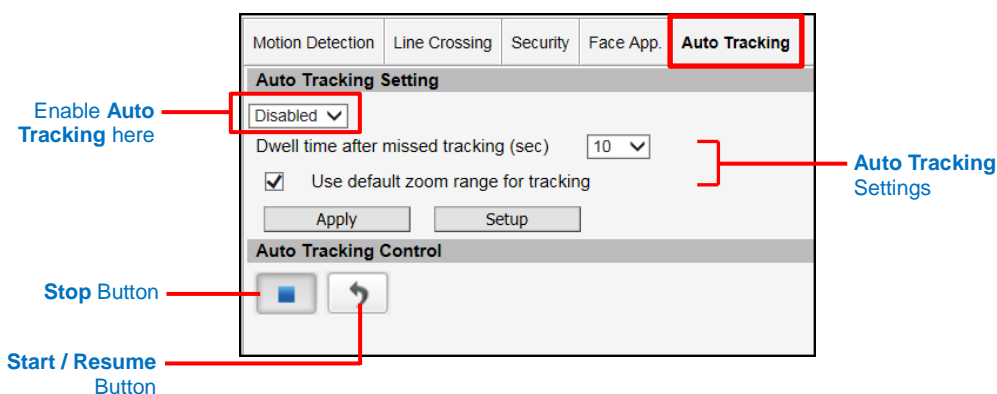 Motion Detection Line Crossing Security Face App. Auto Tracking
Auto Tracking Setting
Enable Auto
Tracking here
Disabled
Dwell time after missed tracking (sec) 10
Use default zoom range for tracking
Auto Tracking
Settings
Apply Setup
Auto Tracking Control
Stop Button
Start / Resume
Button